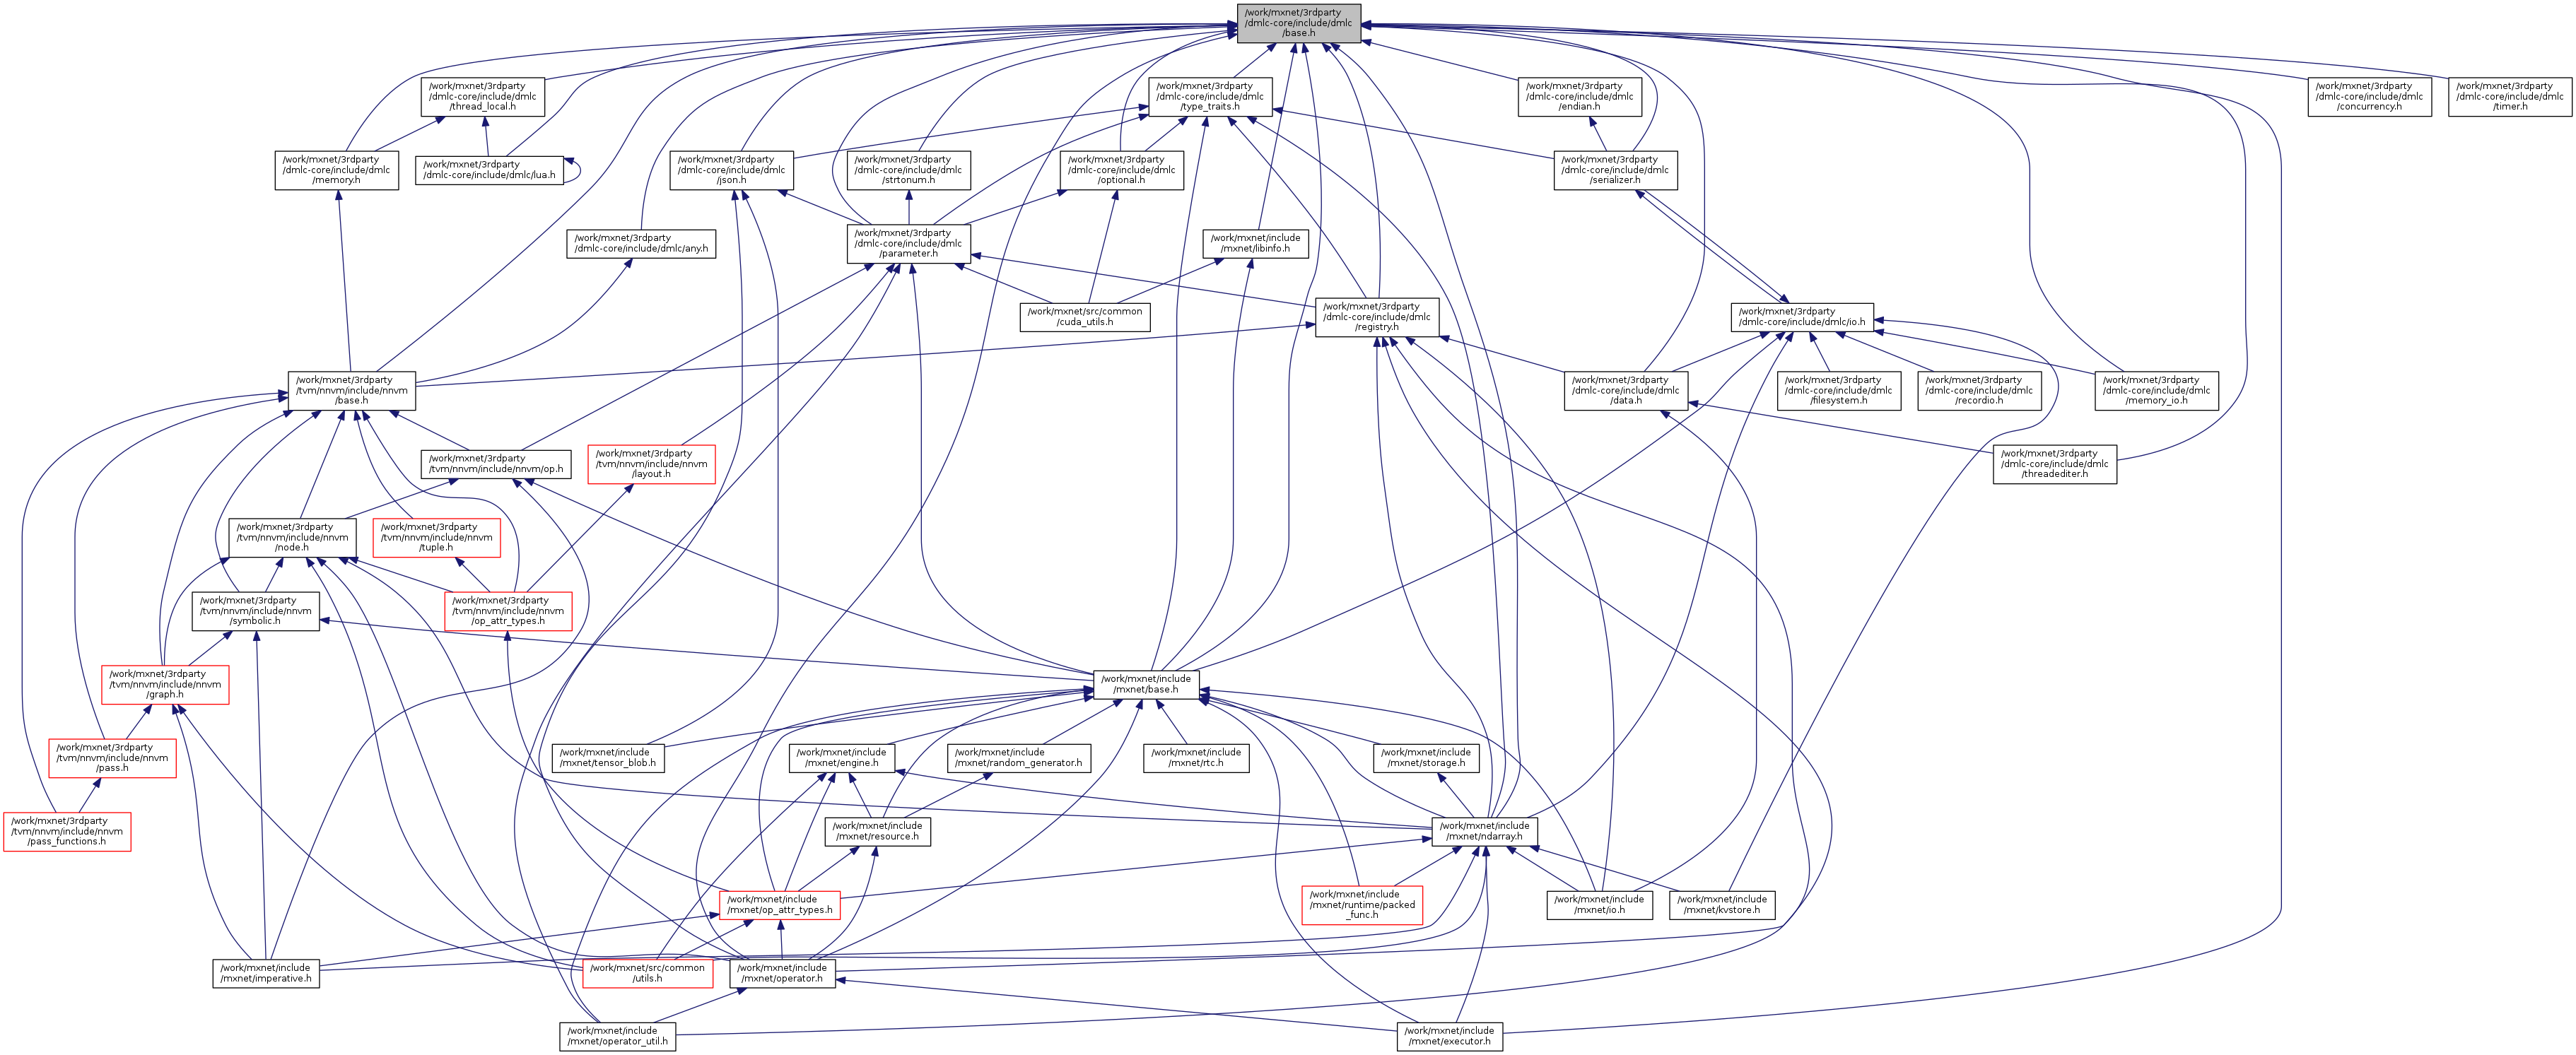 /work/mxnet/3rdparty
/dmlc-core/include/dmlc
/base.h
/work/mxnet/3rdparty
/dmlc-core/include/dmlc
/thread_local.h
/work/mxnet/3rdparty
/dmlc-core/include/dmlc
/type_traits.h
/work/mxnet/3rdparty
/dmlc-core/include/dmlc
/endian.h
/work/mxnet/3rdparty
/dmlc-core/include/dmlc
/concurrency.h
/work/mxnet/3rdparty
/dmlc-core/include/dmlc
/timer.h
/work/mxnet/3rdparty
/dmlc-core/include/dmlc
/memory.h
/work/mxnet/3rdparty
/dmlc-core/include/dmlc/lua.h
/work/mxnet/3rdparty
/dmlc-core/include/dmlc
/json.h
/work/mxnet/3rdparty
/dmlc-core/include/dmlc
/strtonum.h
/work/mxnet/3rdparty
/dmlc-core/include/dmlc
/optional.h
/work/mxnet/3rdparty
/dmlc-core/include/dmlc
/serializer.h
/work/mxnet/3rdparty
/dmlc-core/include/dmlc/any.h
/work/mxnet/3rdparty
/dmlc-core/include/dmlc
/parameter.h
/work/mxnet/include
/mxnet/libinfo.h
/work/mxnet/src/common
/cuda_utils.h
/work/mxnet/3rdparty
/dmlc-core/include/dmlc
/registry.h
/work/mxnet/3rdparty
/dmlc-core/include/dmlc/io.h
/work/mxnet/3rdparty
/tvm/nnvm/include/nnvm
/base.h
/work/mxnet/3rdparty
/dmlc-core/include/dmlc
/data.h
/work/mxnet/3rdparty
/dmlc-core/include/dmlc
/filesystem.h
/work/mxnet/3rdparty
/dmlc-core/include/dmlc
/recordio.h
/work/mxnet/3rdparty
/dmlc-core/include/dmlc
/memory_io.h
/work/mxnet/3rdparty
/tvm/nnvm/include/nnvm/op.h
/work/mxnet/3rdparty
/tvm/nnvm/include/nnvm
/layout.h
/work/mxnet/3rdparty
/dmlc-core/include/dmlc
/threadediter.h
/work/mxnet/3rdparty
/tvm/nnvm/include/nnvm
/node.h
/work/mxnet/3rdparty
/tvm/nnvm/include/nnvm
/tuple.h
/work/mxnet/3rdparty
/tvm/nnvm/include/nnvm
/symbolic.h
/work/mxnet/3rdparty
/tvm/nnvm/include/nnvm
/op_attr_types.h
/work/mxnet/3rdparty
/tvm/nnvm/include/nnvm
/graph.h
/work/mxnet/include
/mxnet/base.h
/work/mxnet/3rdparty
/tvm/nnvm/include/nnvm
/pass.h
/work/mxnet/include
/mxnet/tensor_blob.h
/work/mxnet/include
/mxnet/engine.h
/work/mxnet/include
/mxnet/random_generator.h
/work/mxnet/include
/mxnet/rtc.h
/work/mxnet/include
/mxnet/storage.h
/work/mxnet/3rdparty
/tvm/nnvm/include/nnvm
/pass_functions.h
/work/mxnet/include
/mxnet/resource.h
/work/mxnet/include
/mxnet/ndarray.h
/work/mxnet/include
/mxnet/op_attr_types.h
/work/mxnet/include
/mxnet/runtime/packed
_func.h
/work/mxnet/include
/mxnet/io.h
/work/mxnet/include
/mxnet/kvstore.h
/work/mxnet/include
/mxnet/imperative.h
/work/mxnet/src/common
/utils.h
/work/mxnet/include
/mxnet/operator.h
/work/mxnet/include
/mxnet/operator_util.h
/work/mxnet/include
/mxnet/executor.h